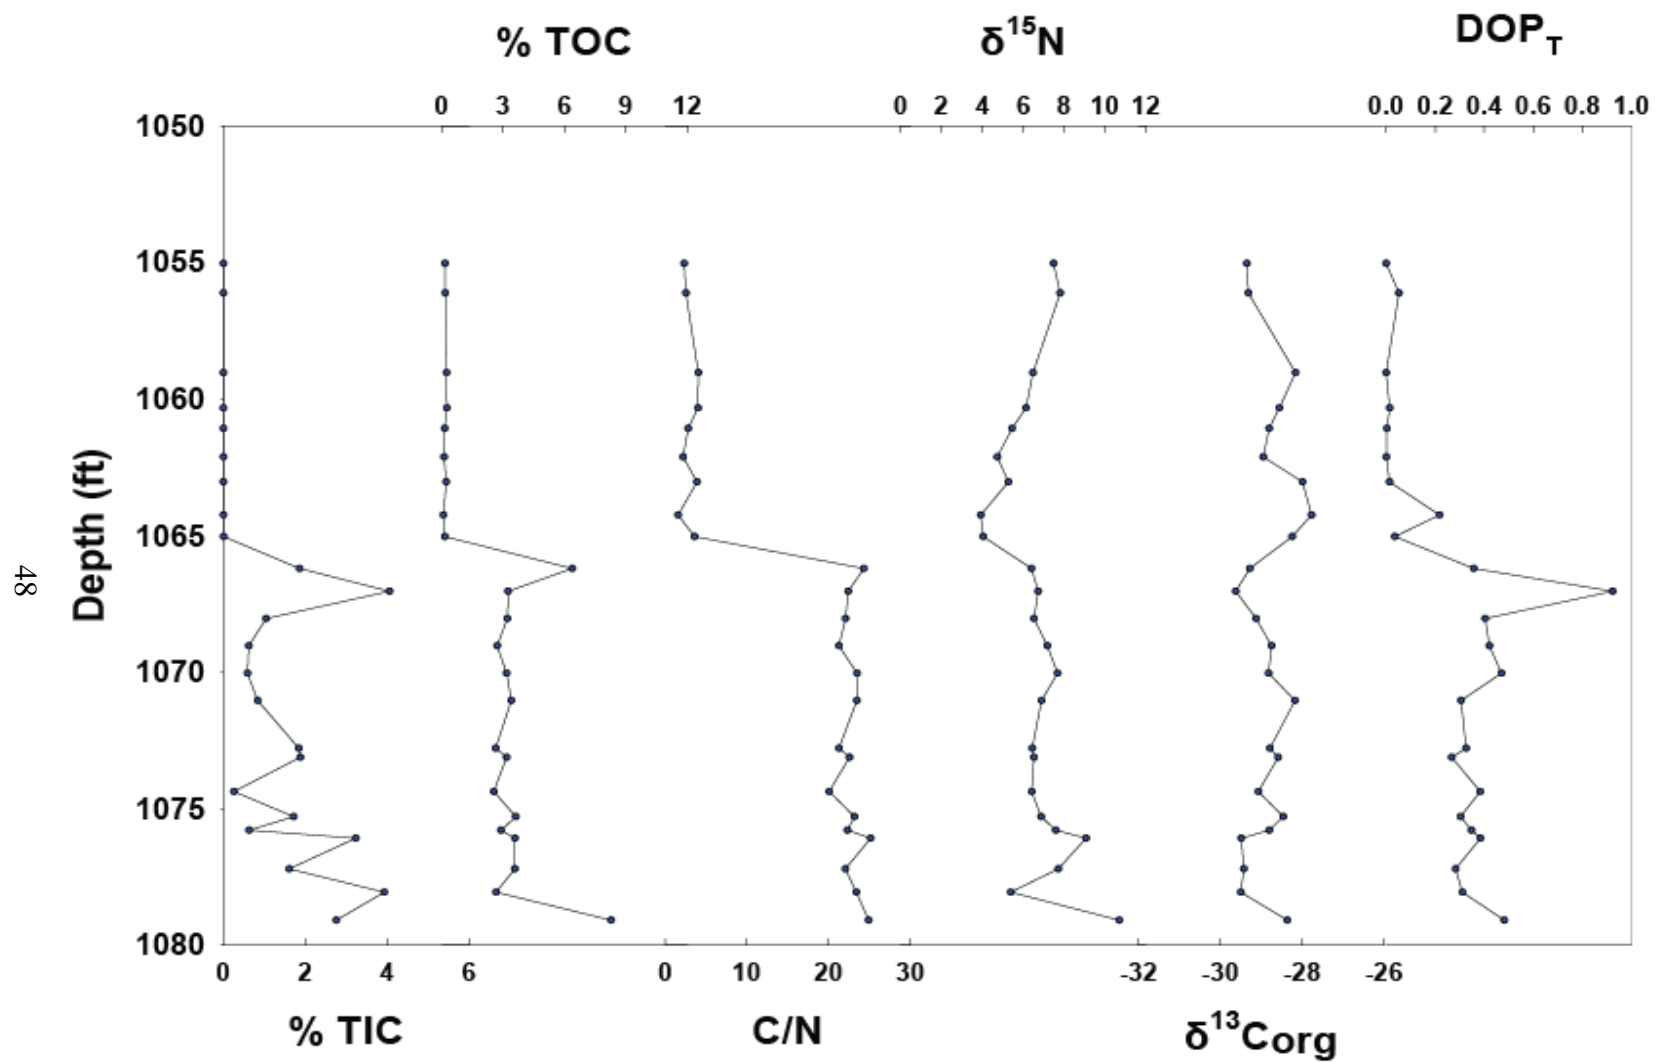 % TOC δ¹⁵N DOP_T
0 3 6 9 12 0 2 4 6 8 10 12 0.0 0.2 0.4 0.6 0.8 1.0
1050
1055
1060
1065
1070
1075
1080
Depth (ft)
48
0 2 4 6 0 10 20 30 -32 -30 -28 -26
% TIC C/N δ¹³Corg